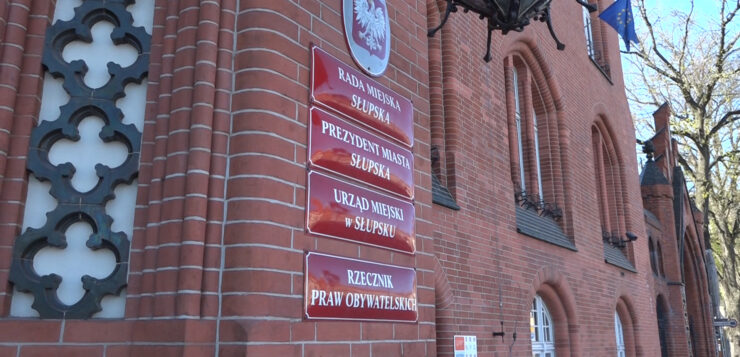 RADA MIEJSKA
SŁUPSKA
PREZYDENT MIASTA
SŁUPSKA
URZĄD MIEJSKI
w SŁUPSKU
RZECZNIK
PRAW OBYWATELSKICH